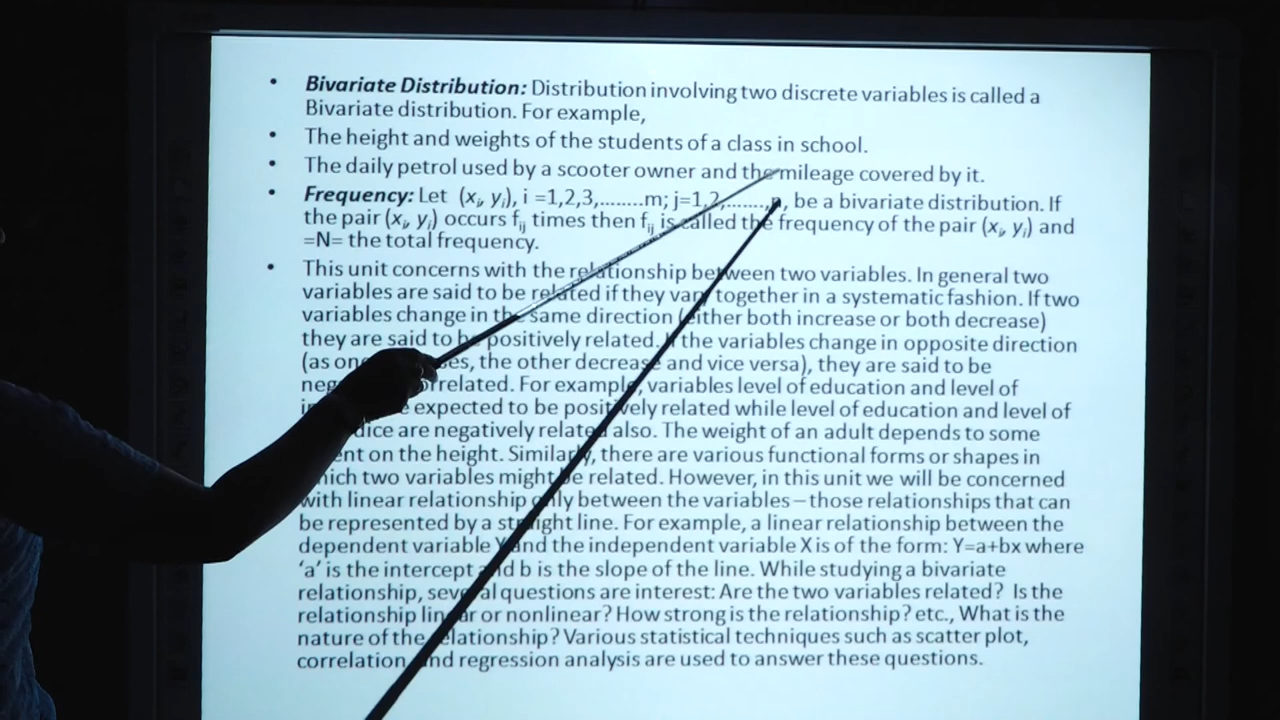 • Bivariate Distribution: Distribution involving two discrete variables is called a
Bivariate distribution. For example,
• The height and weights of the students of a class in school.
• The daily petrol used by a scooter owner and the mileage covered by it.
• Frequency: Let (xᵢ, yᵢ), i =1,2,3,........m; j=1,2,.......,n, be a bivariate distribution. If
the pair (xᵢ, yᵢ) occurs fᵢⱼ times then fᵢⱼ is called the frequency of the pair (xᵢ, yᵢ) and
=N= the total frequency.
• This unit concerns with the relationship between two variables. In general two
variables are said to be related if they vary together in a systematic fashion. If two
variables change in the same direction (either both increase or both decrease)
they are said to be positively related. If the variables change in opposite direction
(as one the other decrease and vice versa), they are said to be
For example, variables level of education and level of
expected to be positively related while level of education and level of
are negatively related also. The weight of an adult depends to some
on the height. Similarly, there are various functional forms or shapes in
which two variables might be related. However, in this unit we will be concerned
with linear relationship only between the variables – those relationships that can
be represented by a straight line. For example, a linear relationship between the
dependent variable Y and the independent variable X is of the form: Y=a+bx where
‘a’ is the intercept and b is the slope of the line. While studying a bivariate
relationship, several questions are interest: Are the two variables related? Is the
relationship linear or nonlinear? How strong is the relationship? etc., What is the
nature of the relationship? Various statistical techniques such as scatter plot,
correlation and regression analysis are used to answer these questions.